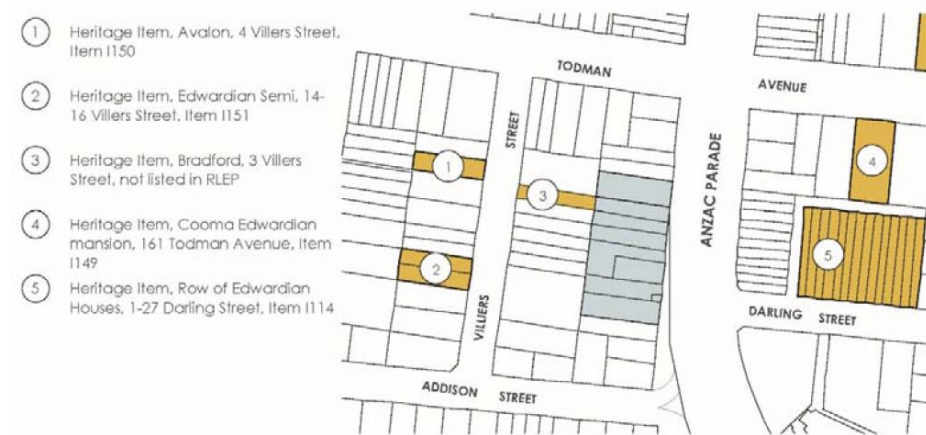 1 Heritage Item, Avalon, 4 Villers Street,
Item I150
2 Heritage Item, Edwardian Semi, 14-
16 Villers Street, Item I151
3 Heritage Item, Bradford, 3 Villers
Street, not listed in RLEP
4 Heritage Item, Cooma Edwardian
mansion, 161 Todman Avenue, Item
I149
5 Heritage Item, Row of Edwardian
Houses, 1-27 Darling Street, Item I114
TODMAN AVENUE
VILLIERS STREET
ANZAC PARADE
DARLING STREET
ADDISON STREET
1
2
3
4
5